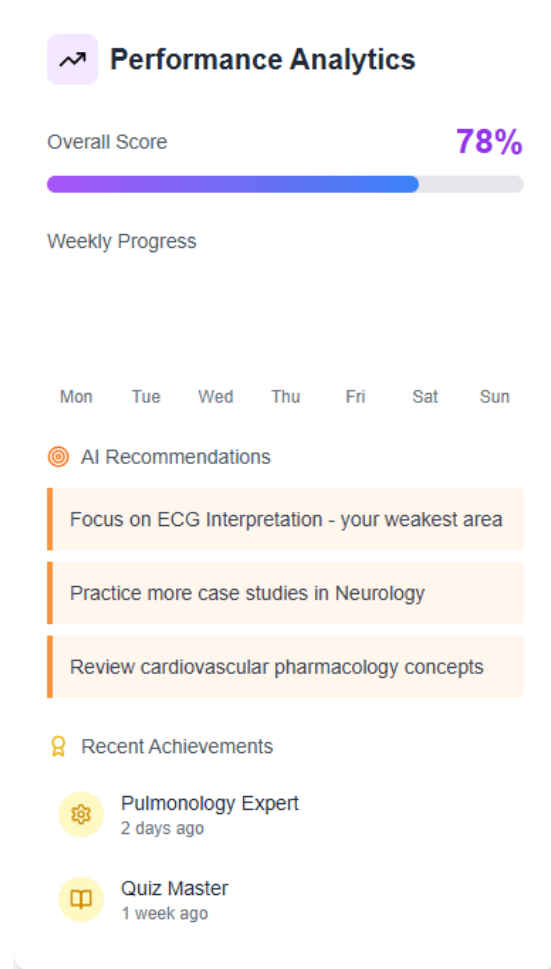 Performance Analytics
Overall Score 78%
Weekly Progress
Mon Tue Wed Thu Fri Sat Sun
AI Recommendations
Focus on ECG Interpretation - your weakest area
Practice more case studies in Neurology
Review cardiovascular pharmacology concepts
Recent Achievements
Pulmonology Expert
2 days ago
Quiz Master
1 week ago